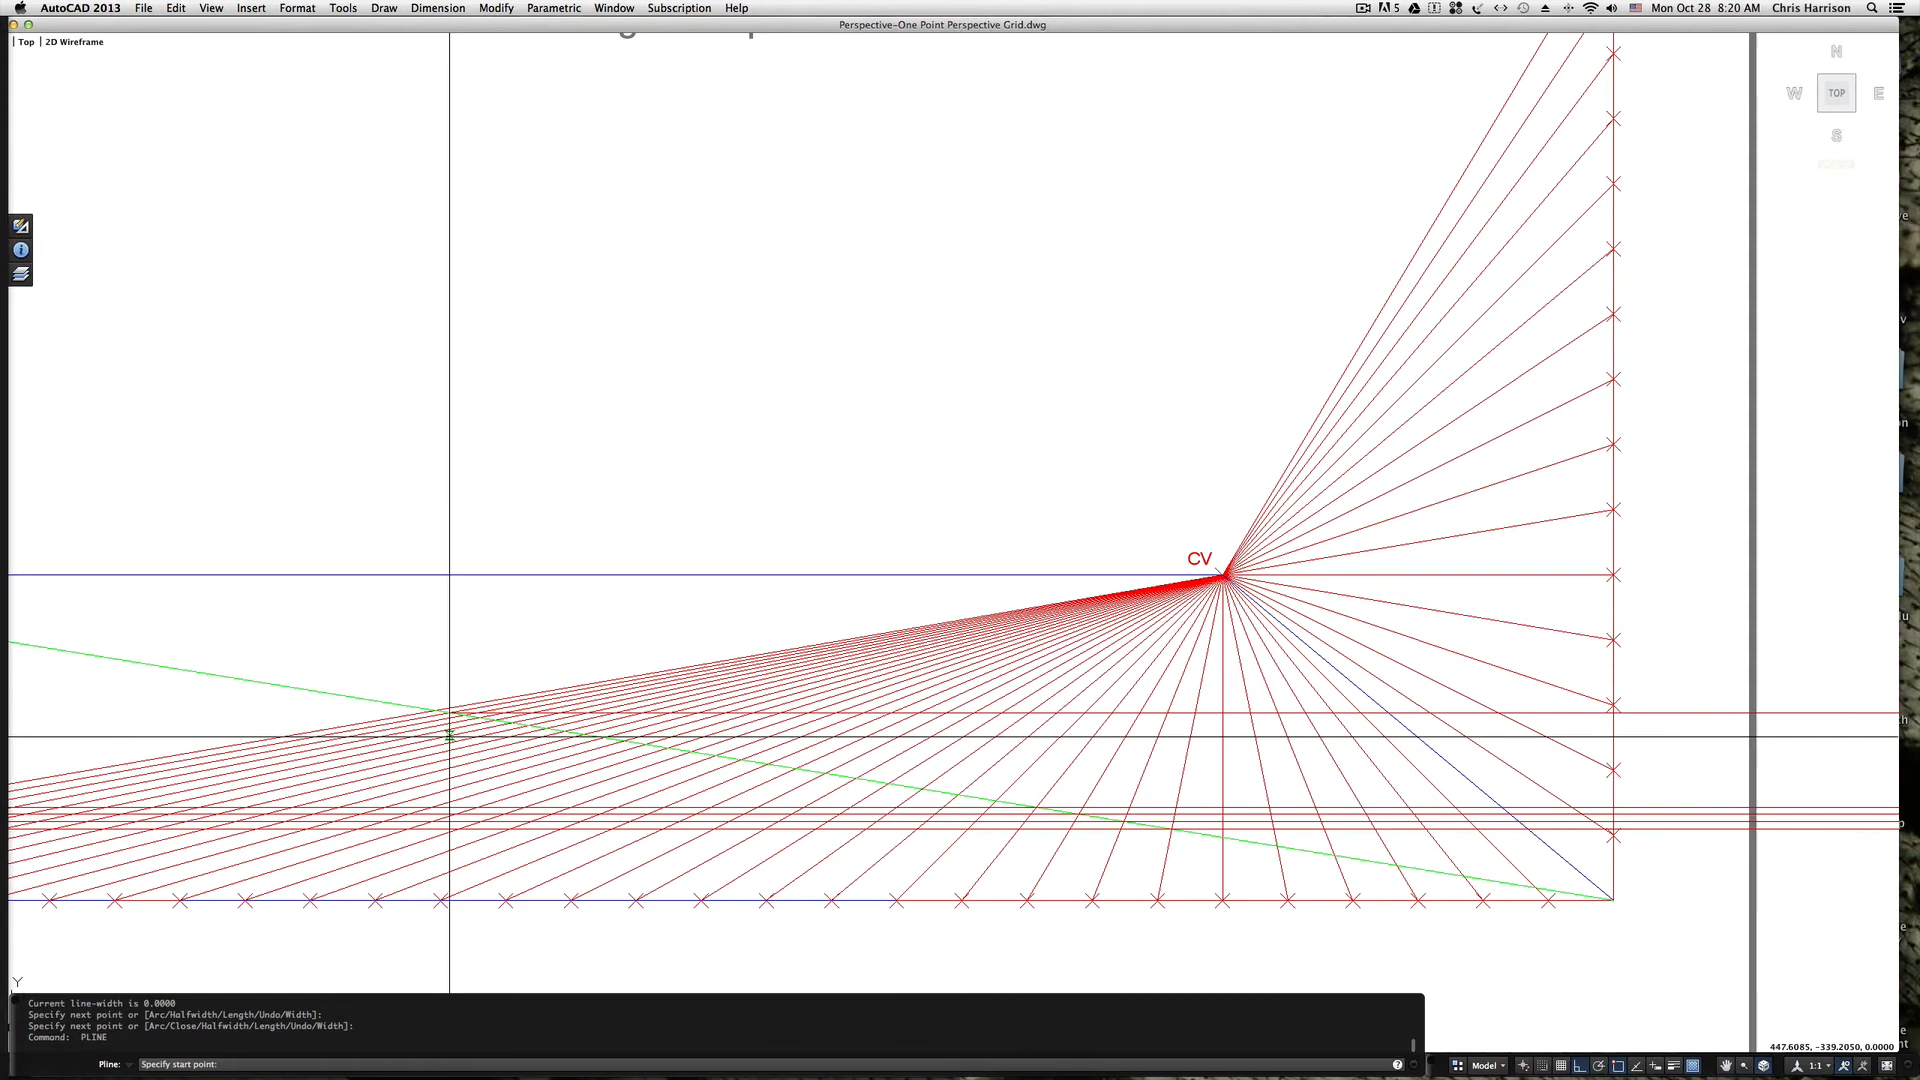 AutoCAD 2013 File Edit View Insert Format Tools Draw Dimension Modify Parametric Window Subscription Help 5 Mon Oct 28 8:20 AM Chris Harrison
Perspective-One Point Perspective Grid.dwg
Top 2D Wireframe
N
W TOP E
S
CV
Y
Current line-width is 0.0000
Specify next point or [Arc/Halfwidth/Length/Undo/Width]:
Specify next point or [Arc/Close/Halfwidth/Length/Undo/Width]:
Command: PLINE
447.6085, -339.2050, 0.0000
Pline: Specify start point: ? Model 1:1